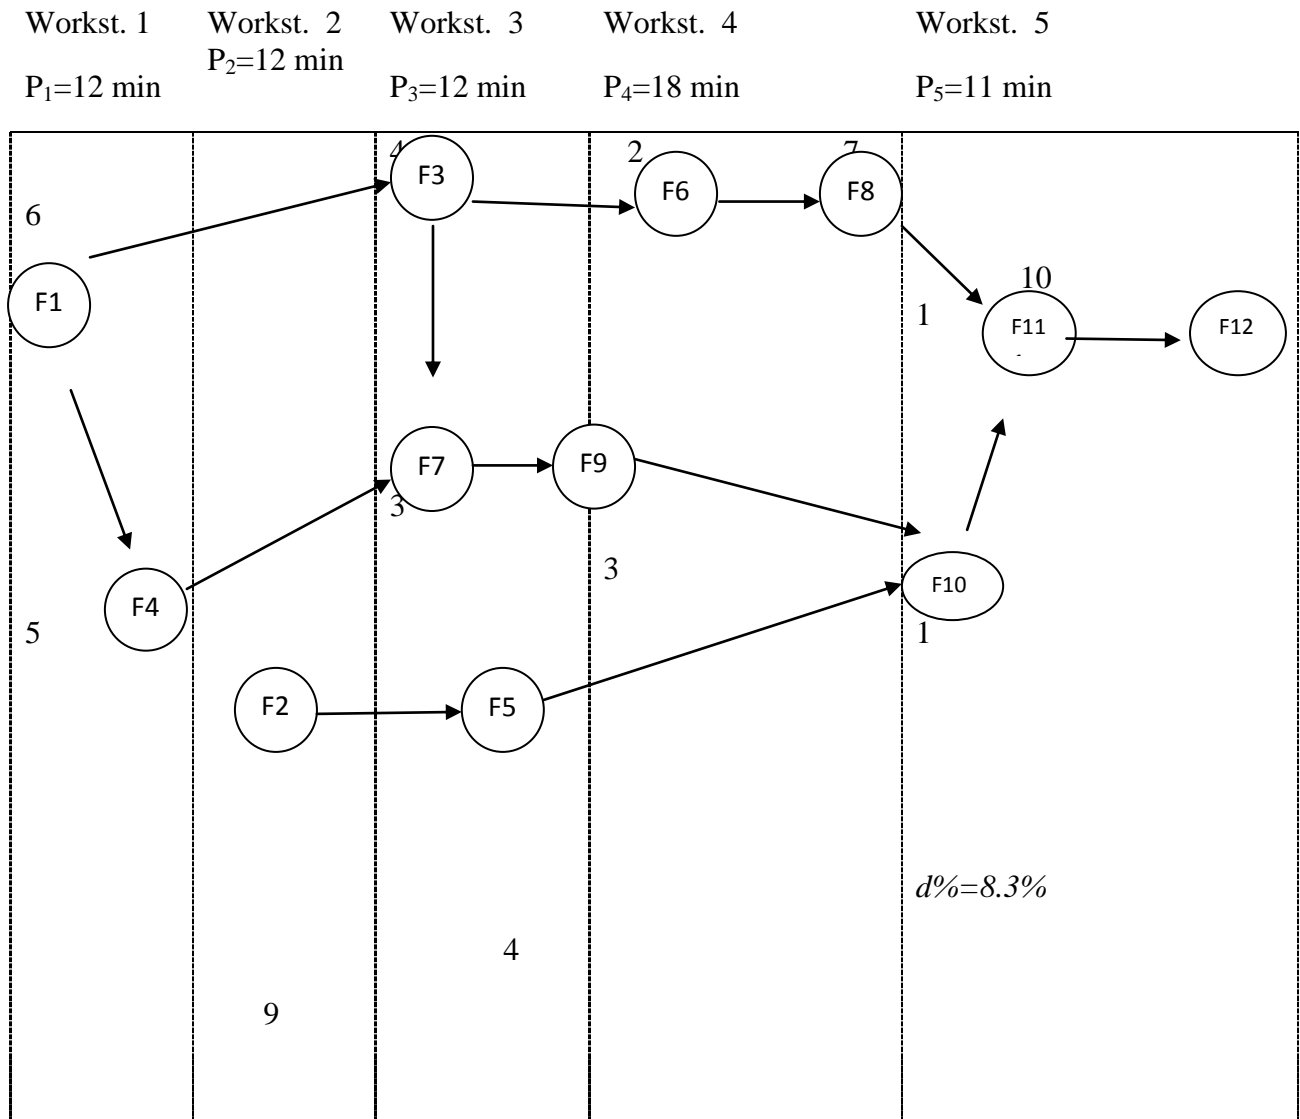 Workst. 1
Workst. 2
Workst. 3
Workst. 4
Workst. 5
P₂=12 min
P₁=12 min
P₃=12 min
P₄=18 min
P₅=11 min
4
2
7
F3
F6
F8
6
10
F1
1
F11
F12
F7
F9
3
3
F10
F4
5
1
F2
F5
d%=8.3%
4
9